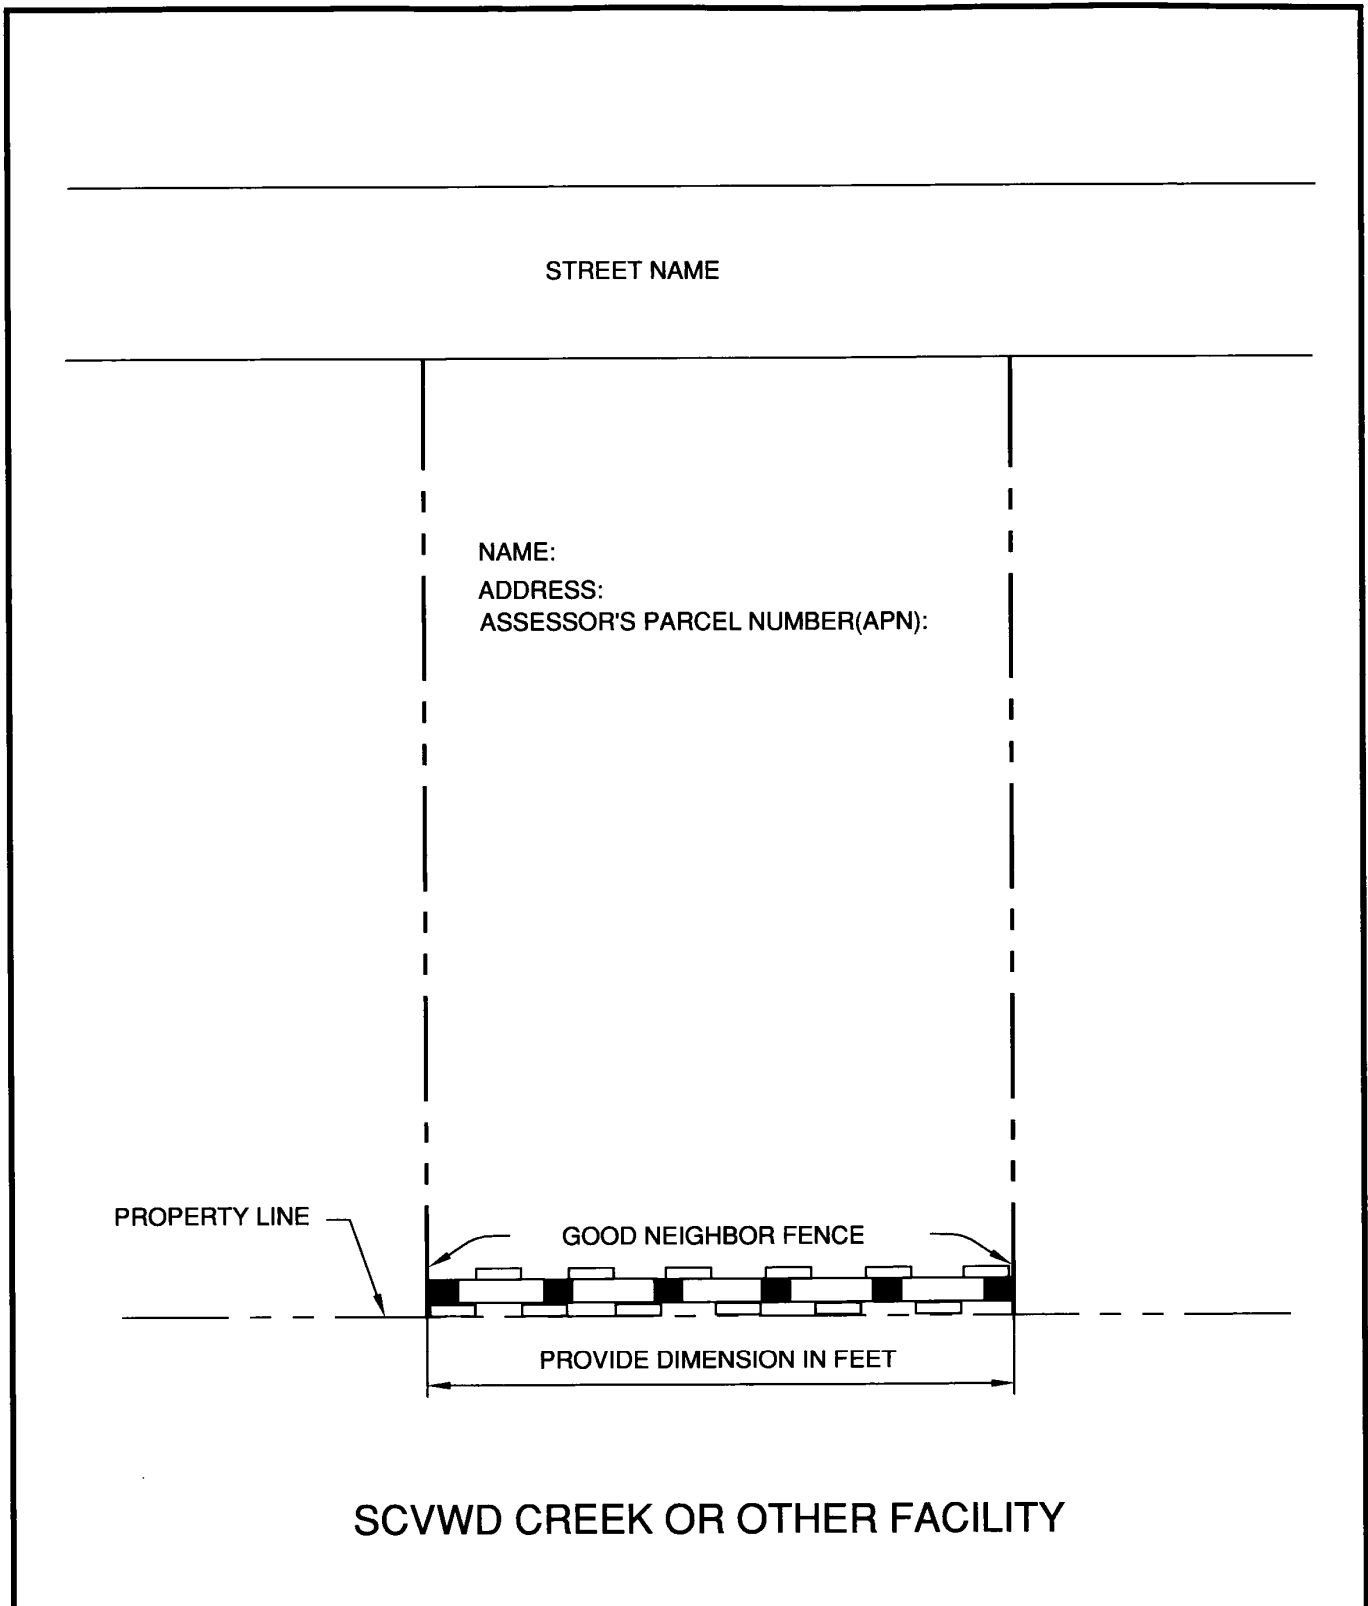 STREET NAME
NAME:
ADDRESS:
ASSESSOR'S PARCEL NUMBER(APN):
PROPERTY LINE
GOOD NEIGHBOR FENCE
PROVIDE DIMENSION IN FEET
SCVWD CREEK OR OTHER FACILITY